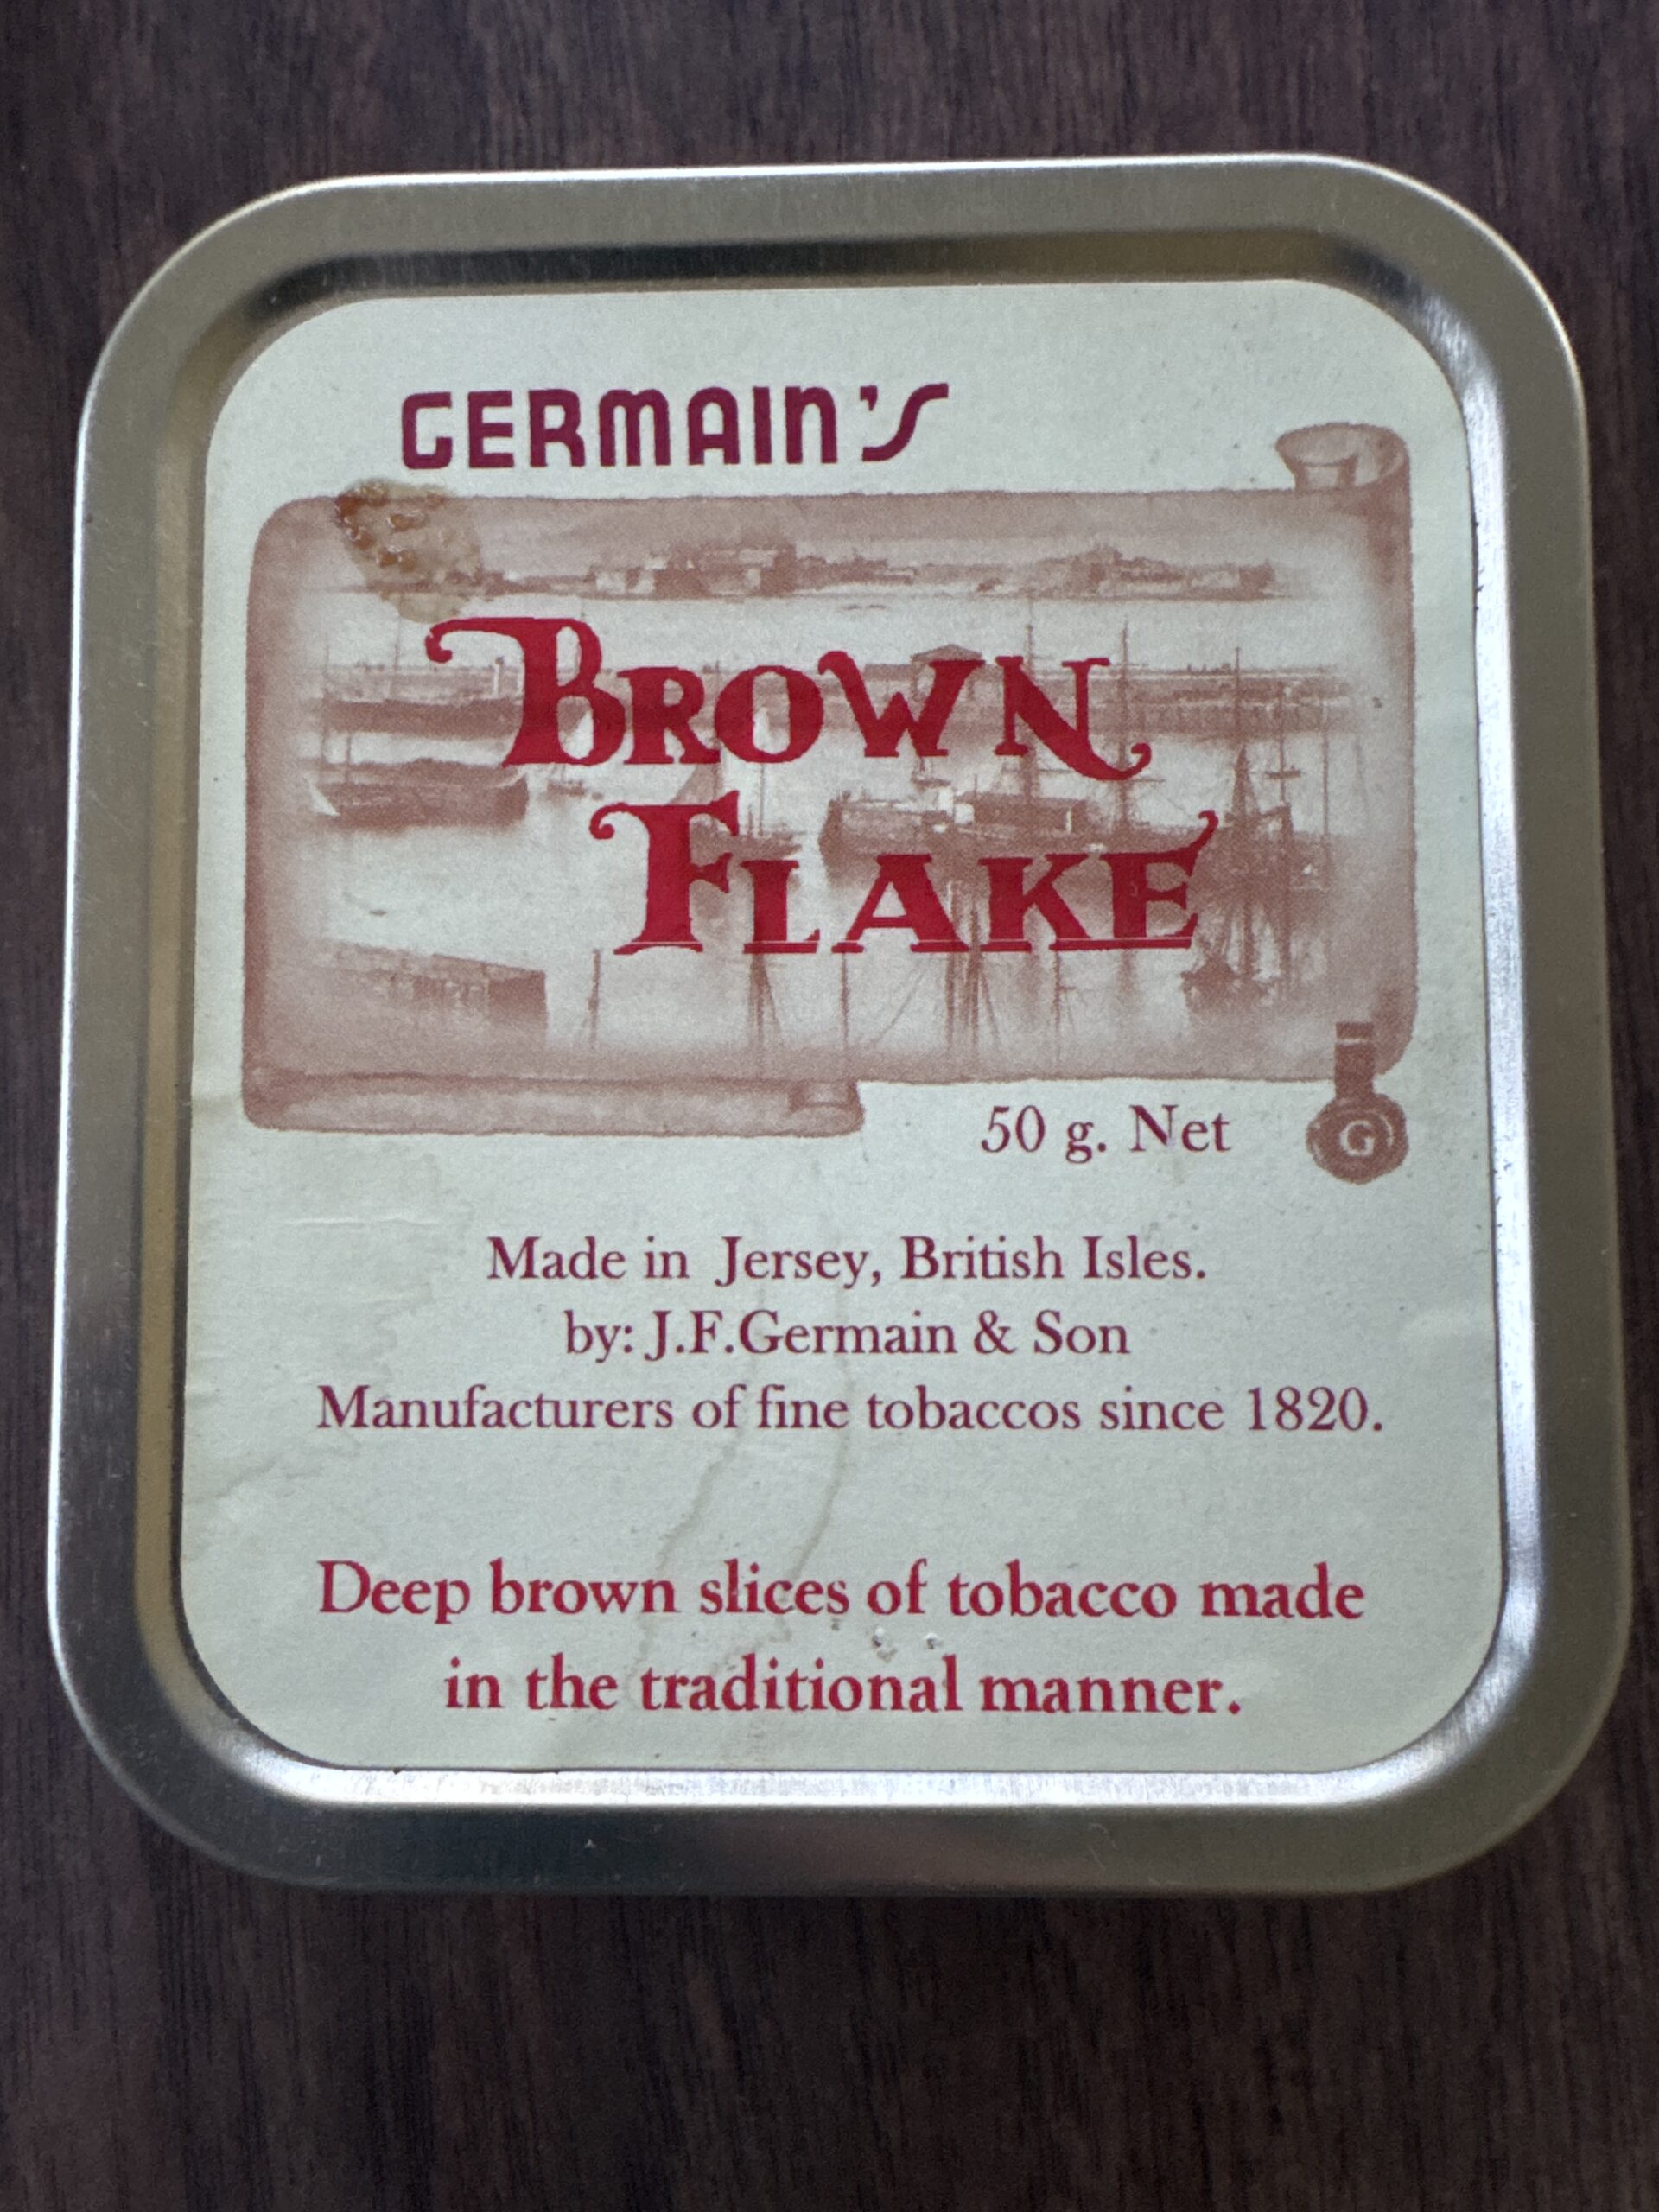 GERMAIN'S
BROWN
FLAKE
50 g. Net
G
Made in Jersey, British Isles.
by: J.F.Germain & Son
Manufacturers of fine tobaccos since 1820.
Deep brown slices of tobacco made
in the traditional manner.